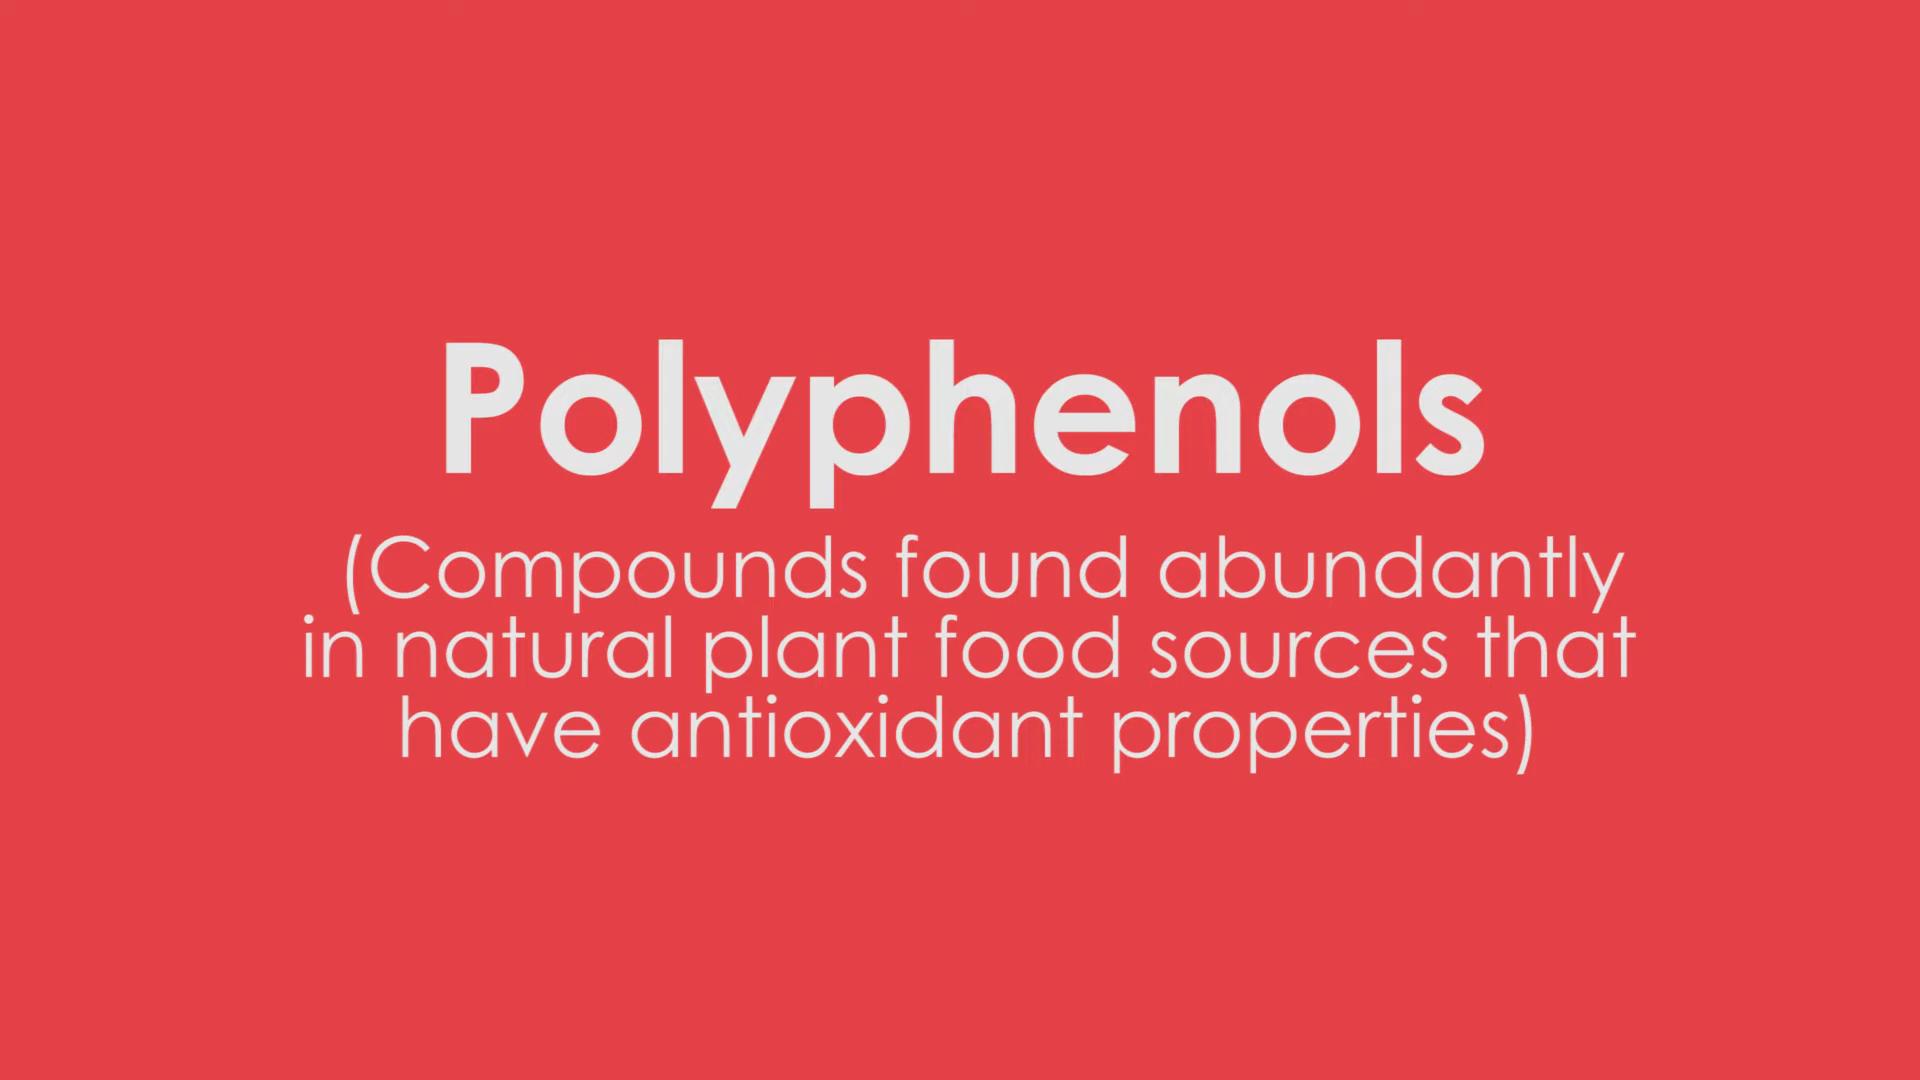 Polyphenols
(Compounds found abundantly
in natural plant food sources that
have antioxidant properties)